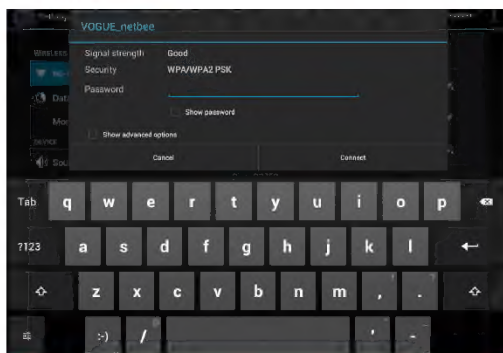 VOGUE_netbee
Signal strength Good
Security WPA/WPA2 PSK
Password
Show password
Show advanced options
Cancel Connect
Tab q w e r t y u i o p
?123 a s d f g h j k l
z x c v b n m , .
:-) / ' -